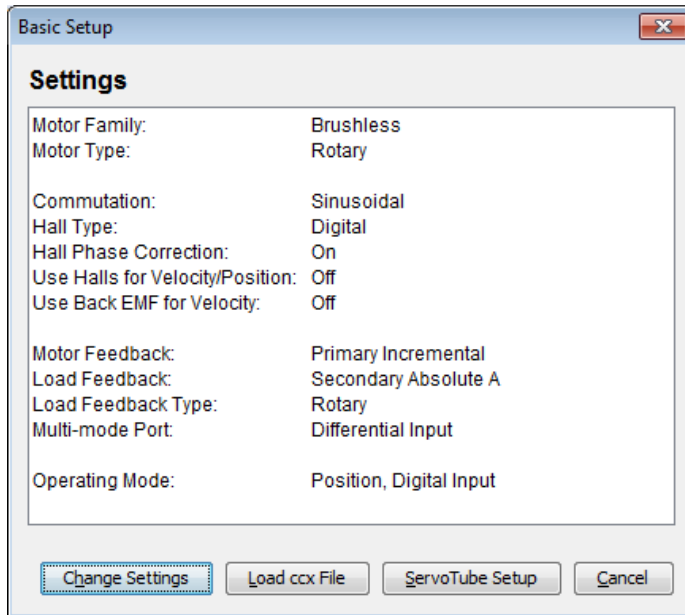 Basic Setup
Settings
Motor Family: Brushless
Motor Type: Rotary
Commutation: Sinusoidal
Hall Type: Digital
Hall Phase Correction: On
Use Halls for Velocity/Position: Off
Use Back EMF for Velocity: Off
Motor Feedback: Primary Incremental
Load Feedback: Secondary Absolute A
Load Feedback Type: Rotary
Multi-mode Port: Differential Input
Operating Mode: Position, Digital Input
Change Settings Load ccx File ServoTube Setup Cancel